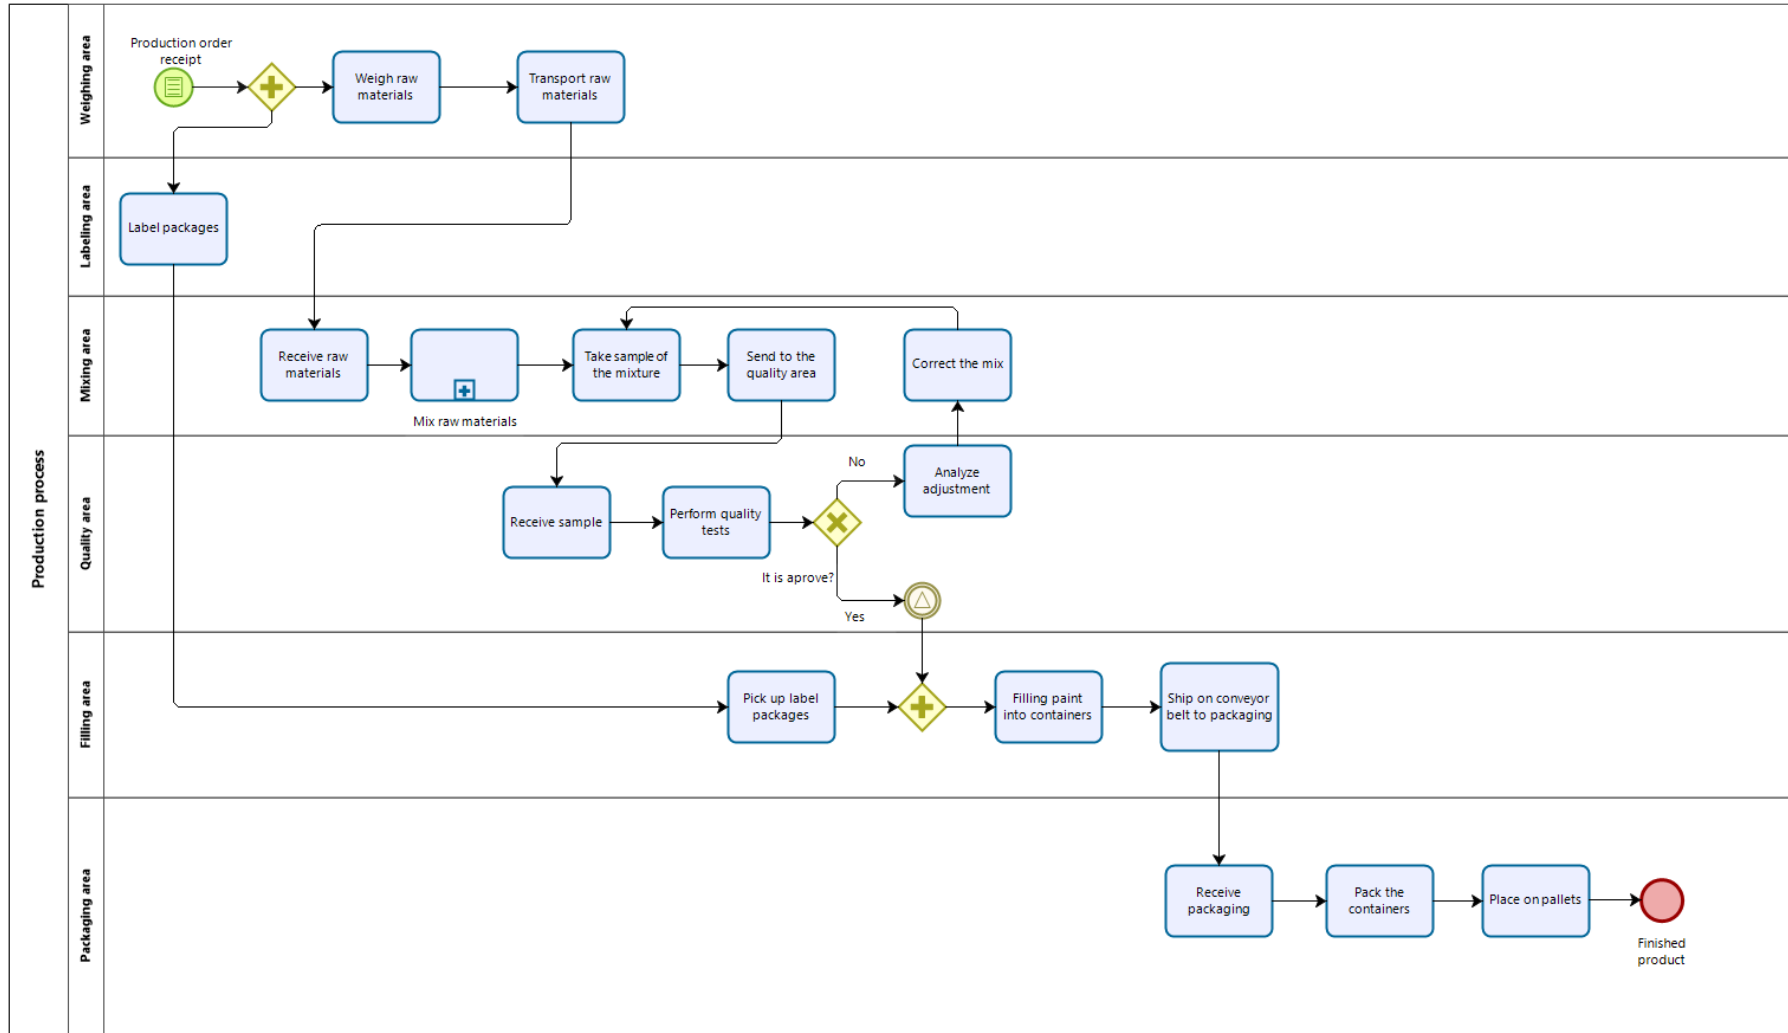 Production process
Weighing area
Production order
receipt
Weigh raw
materials
Transport raw
materials
Labeling area
Label packages
Mixing area
Receive raw
materials
Mix raw materials
Take sample of
the mixture
Send to the
quality area
Correct the mix
Quality area
Receive sample
Perform quality
tests
It is aprove?
No
Yes
Analyze
adjustment
Filling area
Pick up label
packages
Filling paint
into containers
Ship on conveyor
belt to packaging
Packaging area
Receive
packaging
Pack the
containers
Place on pallets
Finished
product